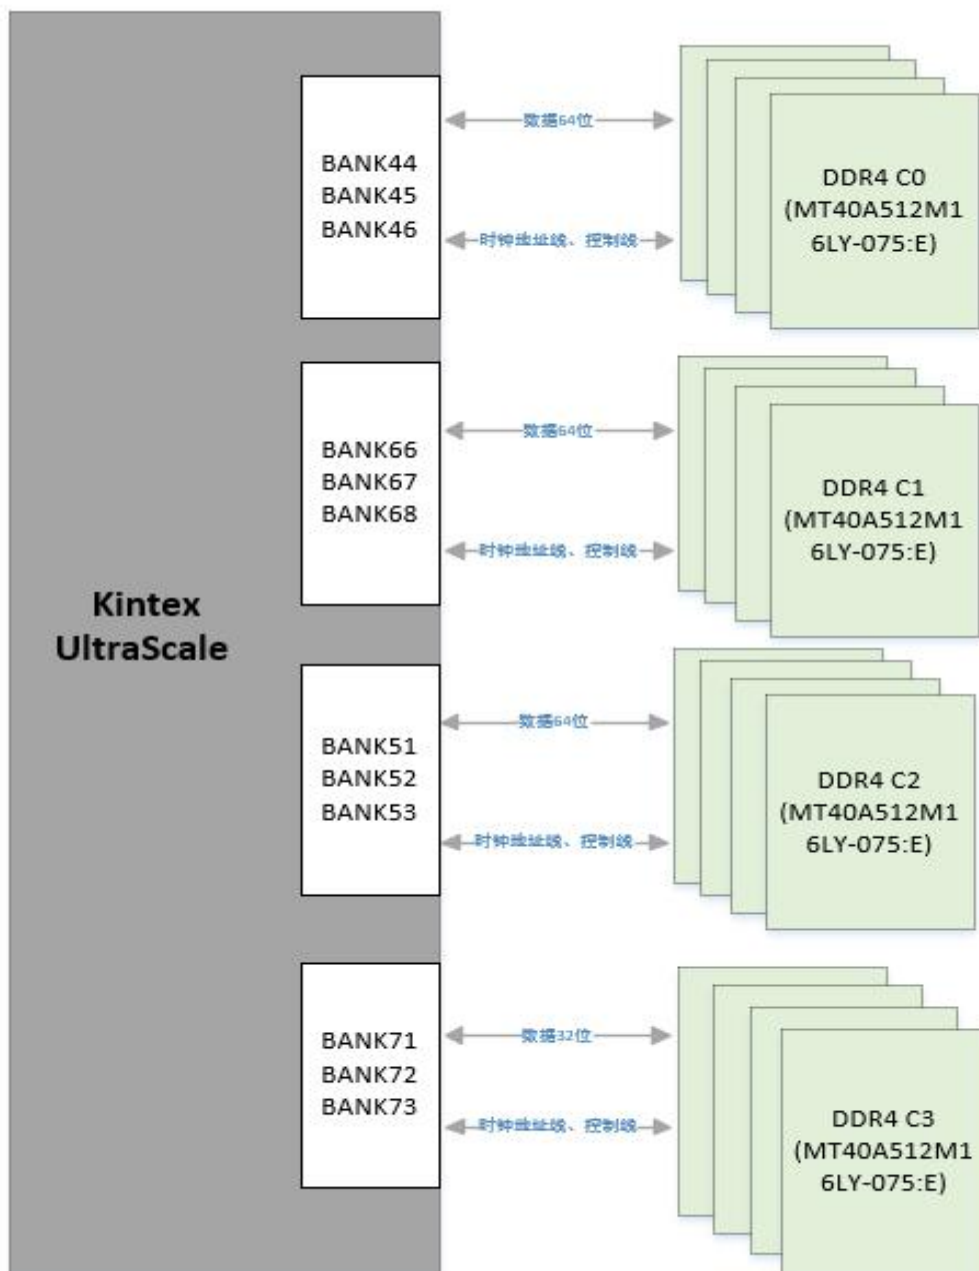 BANK44
BANK45
BANK46
数据64位
时钟地址线、控制线
DDR4 C0
(MT40A512M1
6LY-075:E)
BANK66
BANK67
BANK68
数据64位
时钟地址线、控制线
DDR4 C1
(MT40A512M1
6LY-075:E)
Kintex
UltraScale
BANK51
BANK52
BANK53
数据64位
时钟地址线、控制线
DDR4 C2
(MT40A512M1
6LY-075:E)
BANK71
BANK72
BANK73
数据32位
时钟地址线、控制线
DDR4 C3
(MT40A512M1
6LY-075:E)